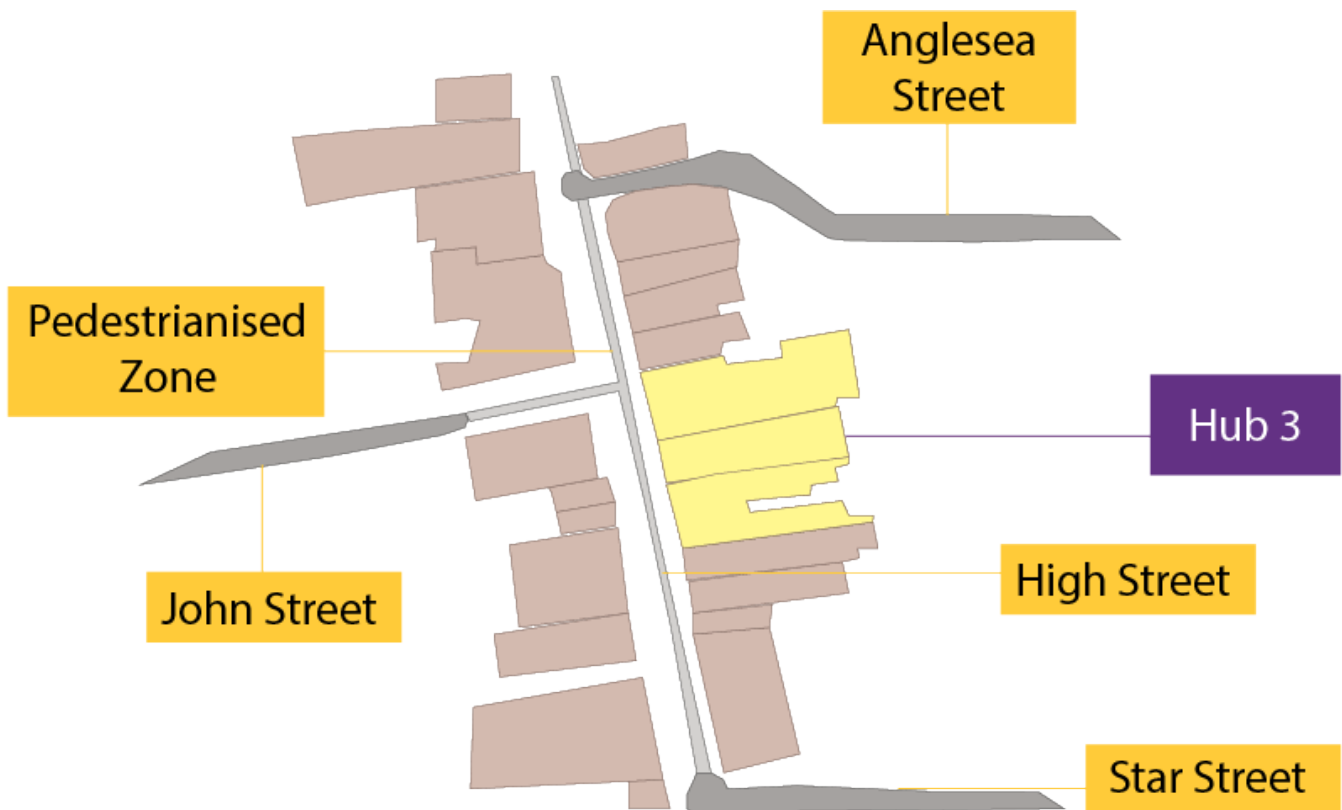 Anglesea
Street
Pedestrianised
Zone
Hub 3
High Street
John Street
Star Street